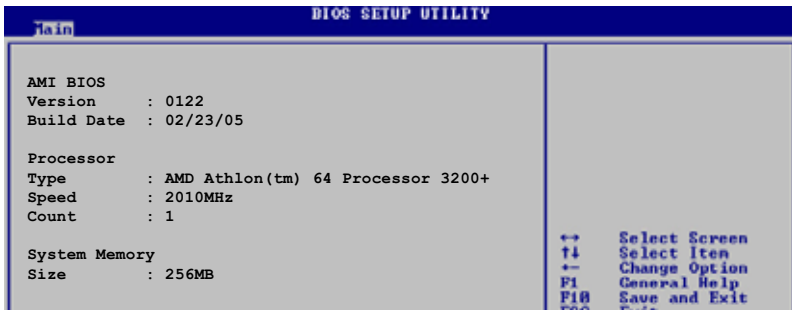 BIOS SETUP UTILITY
Main
AMI BIOS
Version : 0122
Build Date : 02/23/05
Processor
Type : AMD Athlon(tm) 64 Processor 3200+
Speed : 2010MHz
Count : 1
System Memory
Size : 256MB
←→ Select Screen
↑↓ Select Item
+- Change Option
F1 General Help
F10 Save and Exit